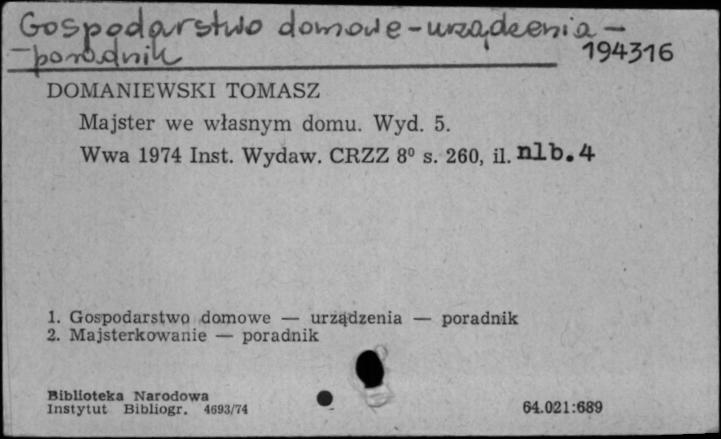 Gospodarstwo domowe - urządzenia -
- poradnik
194316
DOMANIEWSKI TOMASZ
Majster we własnym domu. Wyd. 5.
Wwa 1974 Inst. Wydaw. CRZZ 8⁰ s. 260, il. nlb. 4
1. Gospodarstwo domowe — urządzenia — poradnik
2. Majsterkowanie — poradnik
Biblioteka Narodowa
Instytut Bibliogr. 4693/74
64.021:689